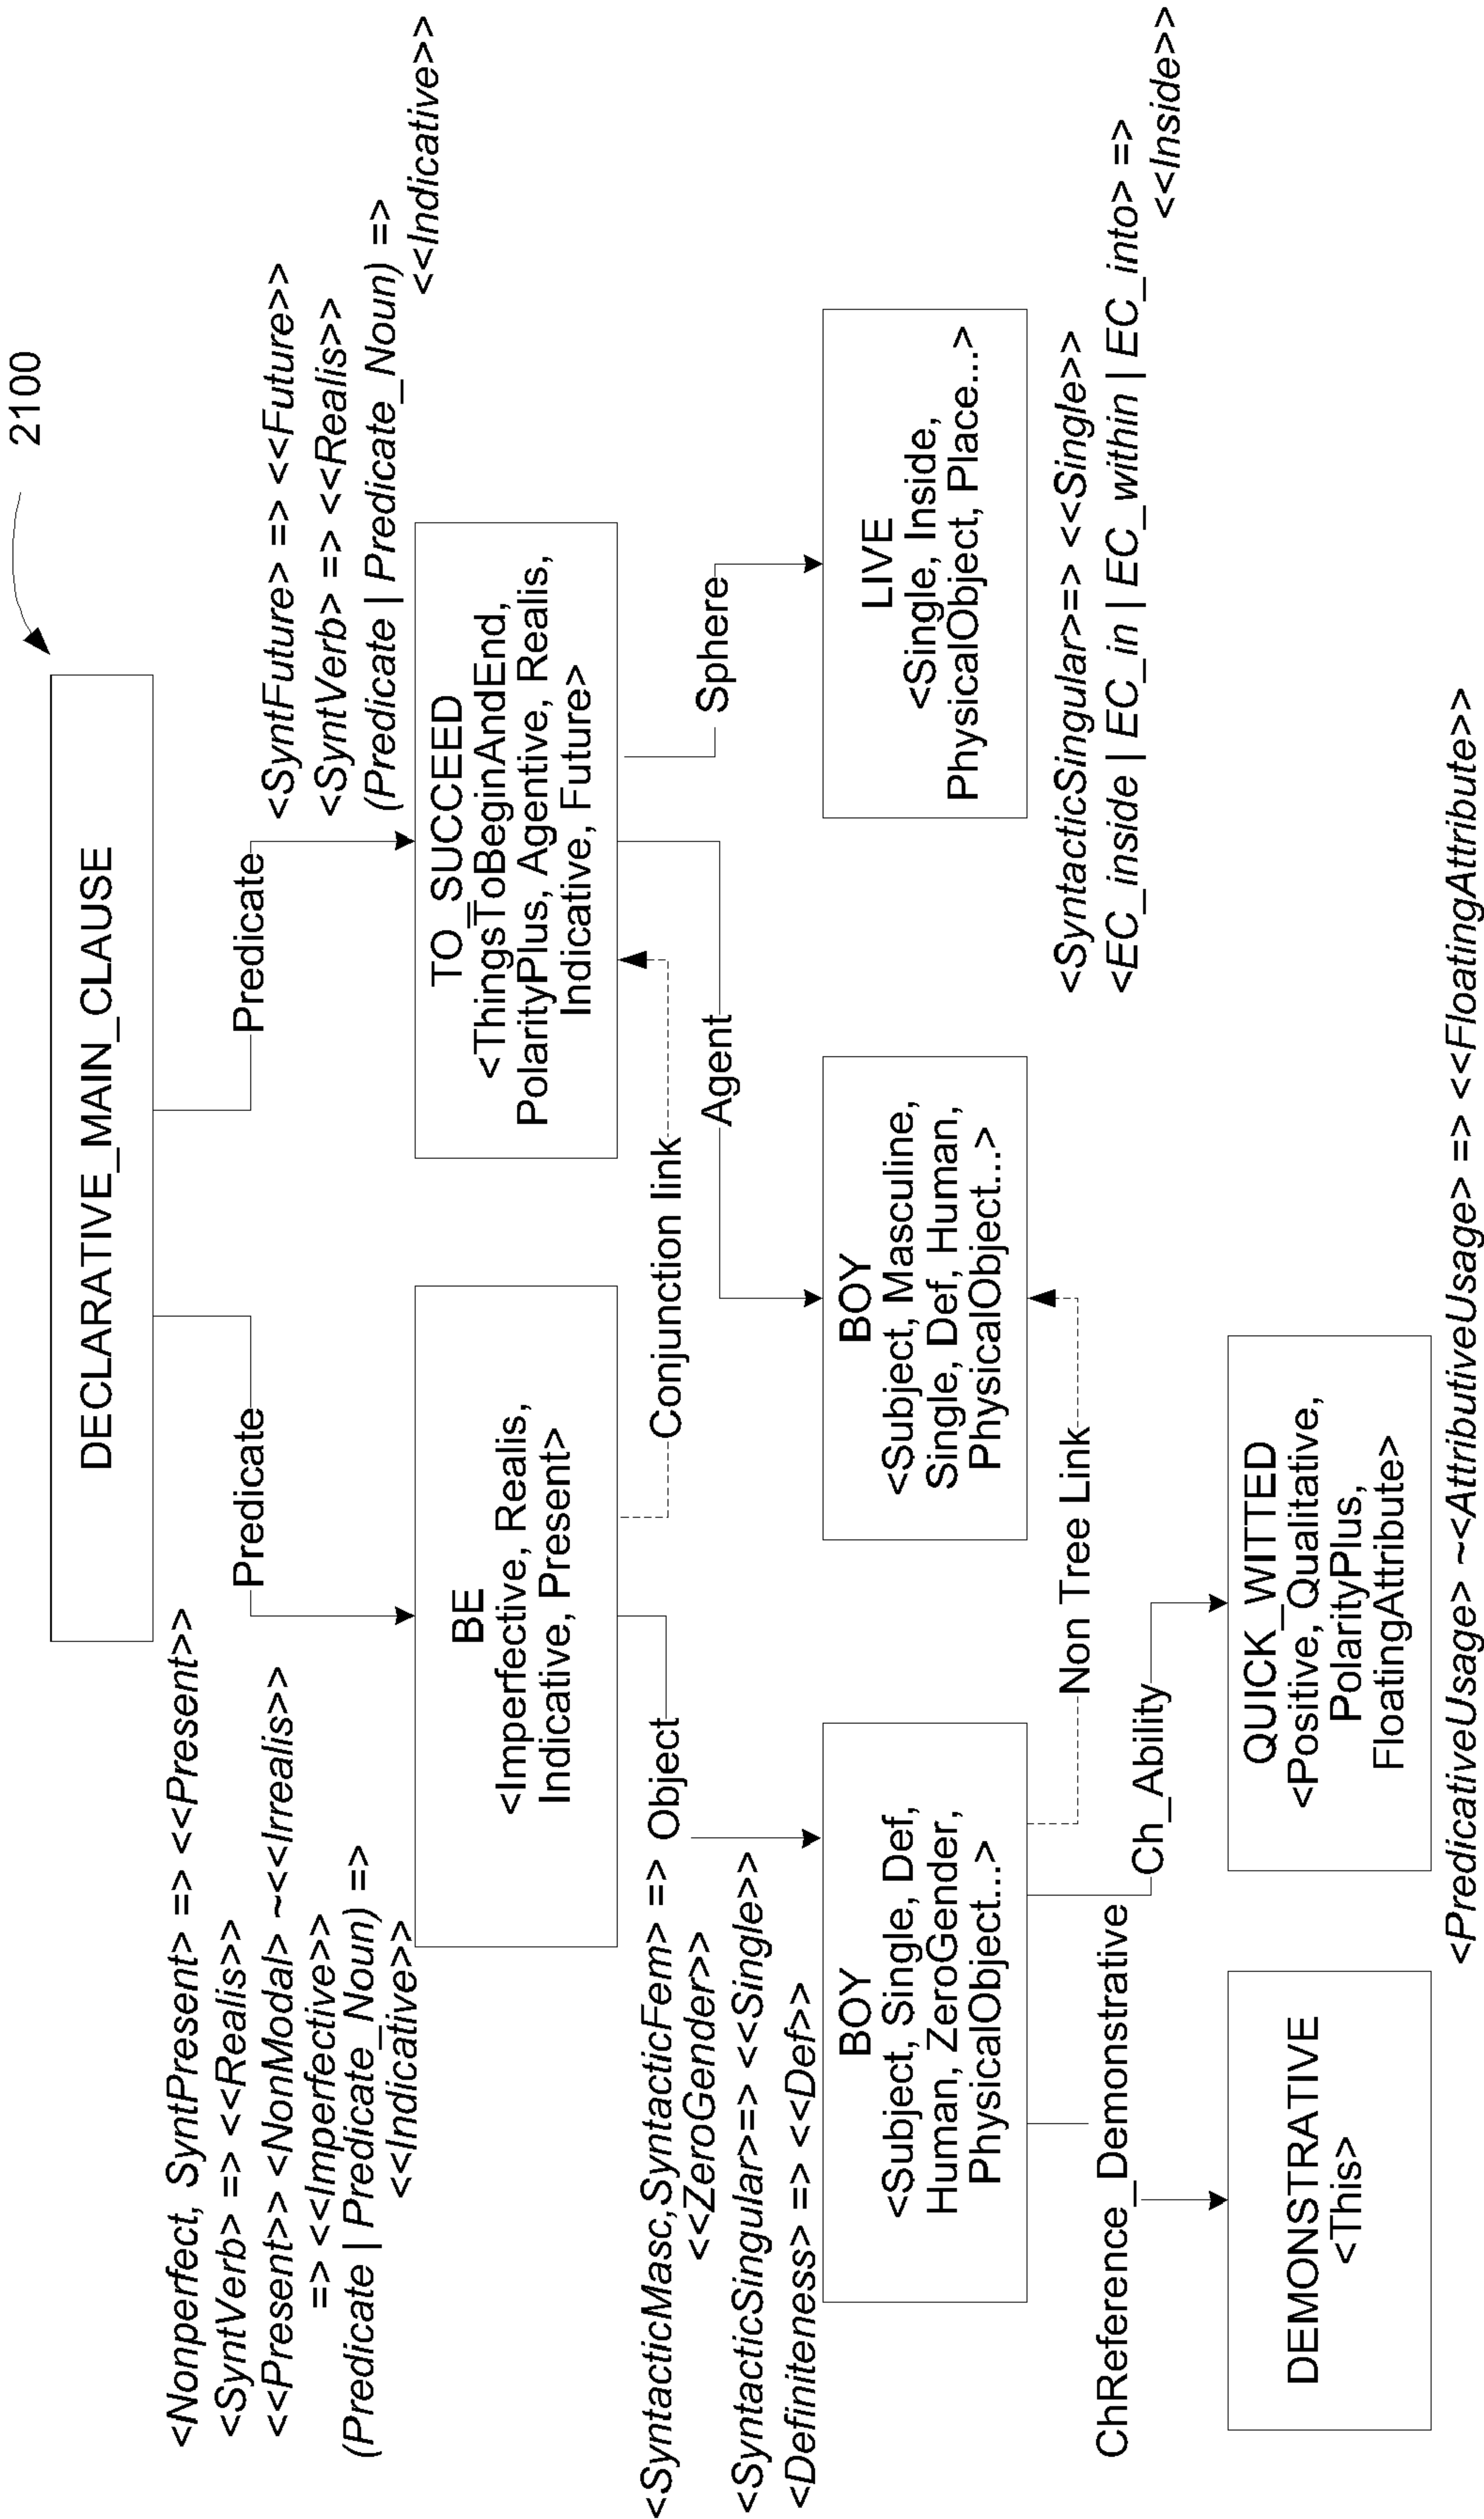 2100
DECLARATIVE_MAIN_CLAUSE
<Nonperfect, SyntPresent> => <<Present>>
<SyntVerb> => <<Realis>>
<<Present>> <NonModal> ~<<Irrealis>>
=> <<Imperfective>>
(Predicate | Predicate_Noun) =>
<<Indicative>>
Predicate
Predicate
<SyntFuture> => <<Future>>
<SyntVerb> => <<Realis>>
(Predicate | Predicate_Noun) =>
<<Indicative>>
BE
<Imperfective, Realis,
Indicative, Present>
TO_SUCCEED
<ThingsToBeginAndEnd,
PolarityPlus, Agentive, Realis,
Indicative, Future>
<SyntacticMasc,SyntacticFem> =>
<<ZeroGender>>
<SyntacticSingular>=> <<Single>>
<Definiteness> => <<Def>>
Object
Conjunction link
Agent
Sphere
BOY
<Subject, Single, Def,
Human, ZeroGender,
PhysicalObject...>
BOY
<Subject, Masculine,
Single, Def, Human,
PhysicalObject...>
LIVE
<Single, Inside,
PhysicalObject, Place...>
<SyntacticSingular>=> <<Single>>
<EC_inside | EC_in | EC_within | EC_into> =>
<<Inside>>
ChReference_Demonstrative
Ch_Ability
Non Tree Link
DEMONSTRATIVE
<This>
QUICK_WITTED
<Positive, Qualitative,
PolarityPlus,
FloatingAttribute>
<PredicativeUsage> ~<AttributiveUsage> => <<FloatingAttribute>>